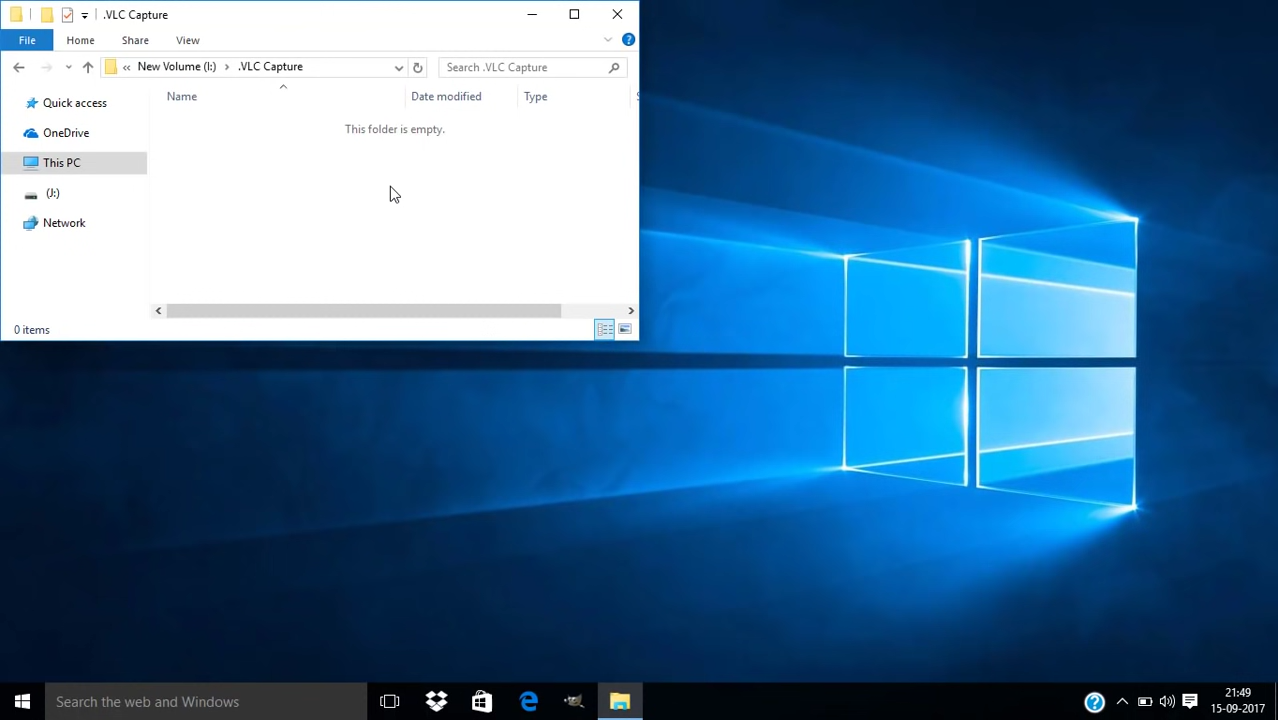 .VLC Capture
File Home Share View
« New Volume (I:) > .VLC Capture Search .VLC Capture
Name Date modified Type
Quick access
This folder is empty.
OneDrive
This PC
(J:)
Network
0 items
Search the web and Windows
21:49
15-09-2017